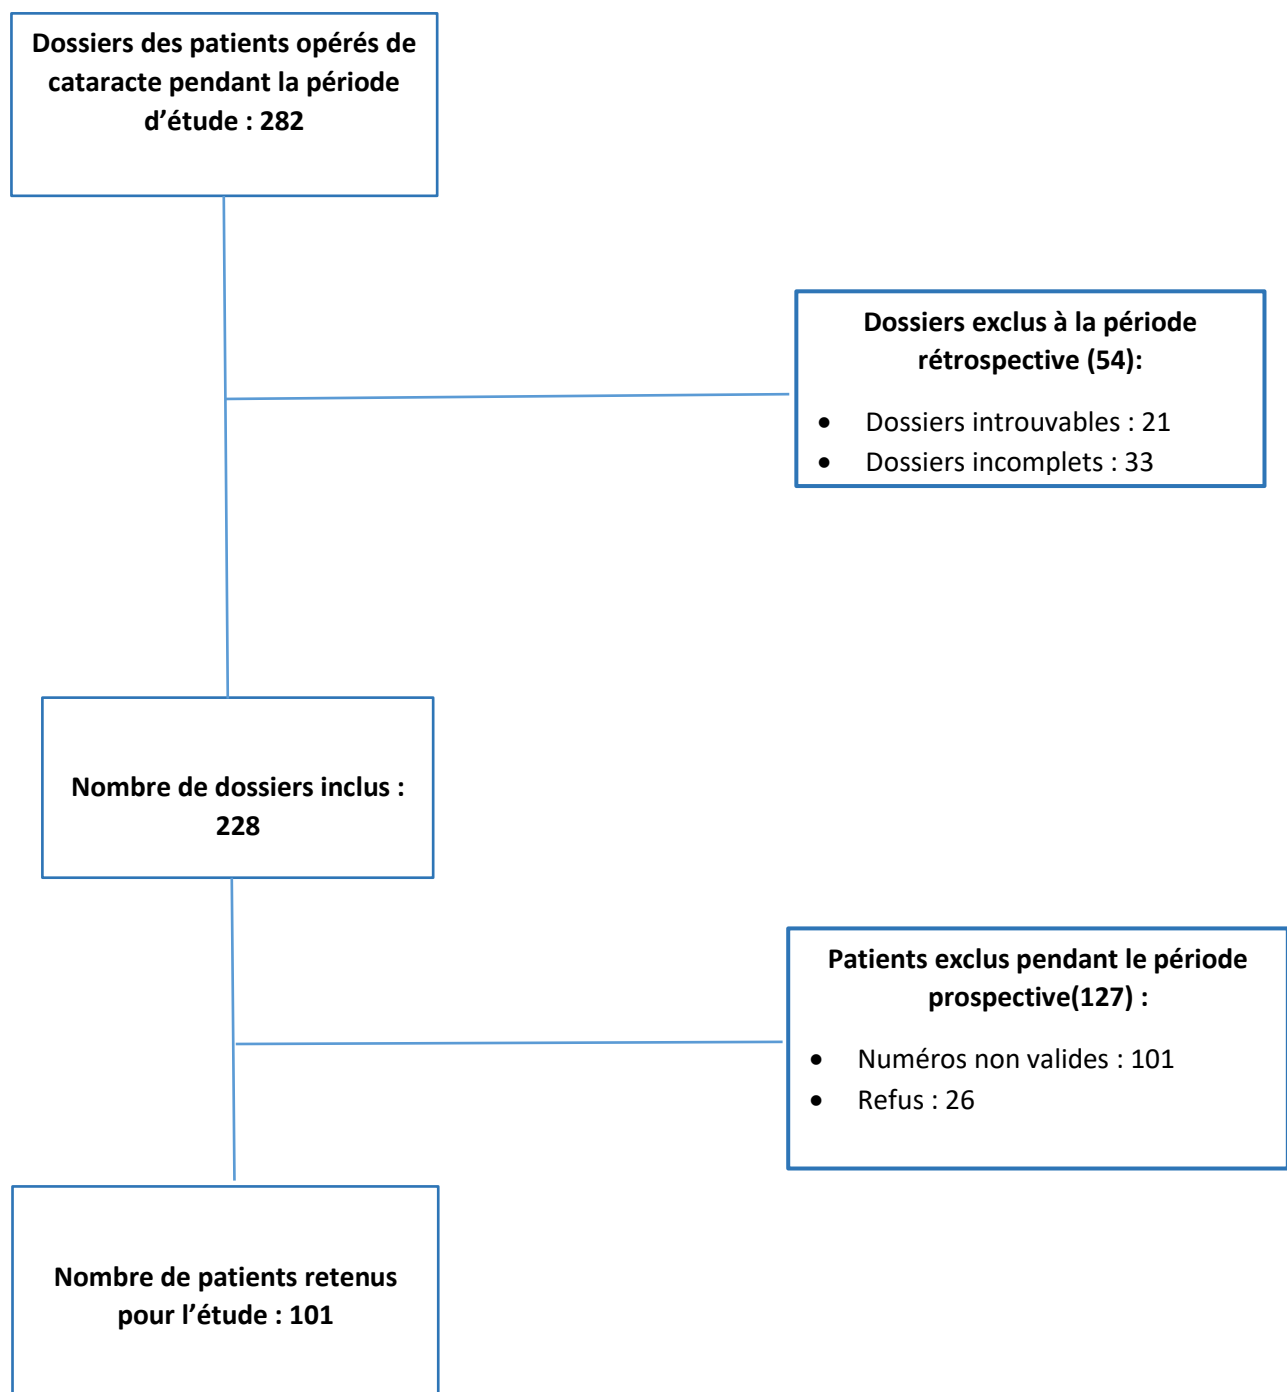 Dossiers des patients opérés de
cataracte pendant la période
d’étude : 282
Dossiers exclus à la période
rétrospective (54):
• Dossiers introuvables : 21
• Dossiers incomplets : 33
Nombre de dossiers inclus :
228
Patients exclus pendant le période
prospective(127) :
• Numéros non valides : 101
• Refus : 26
Nombre de patients retenus
pour l’étude : 101